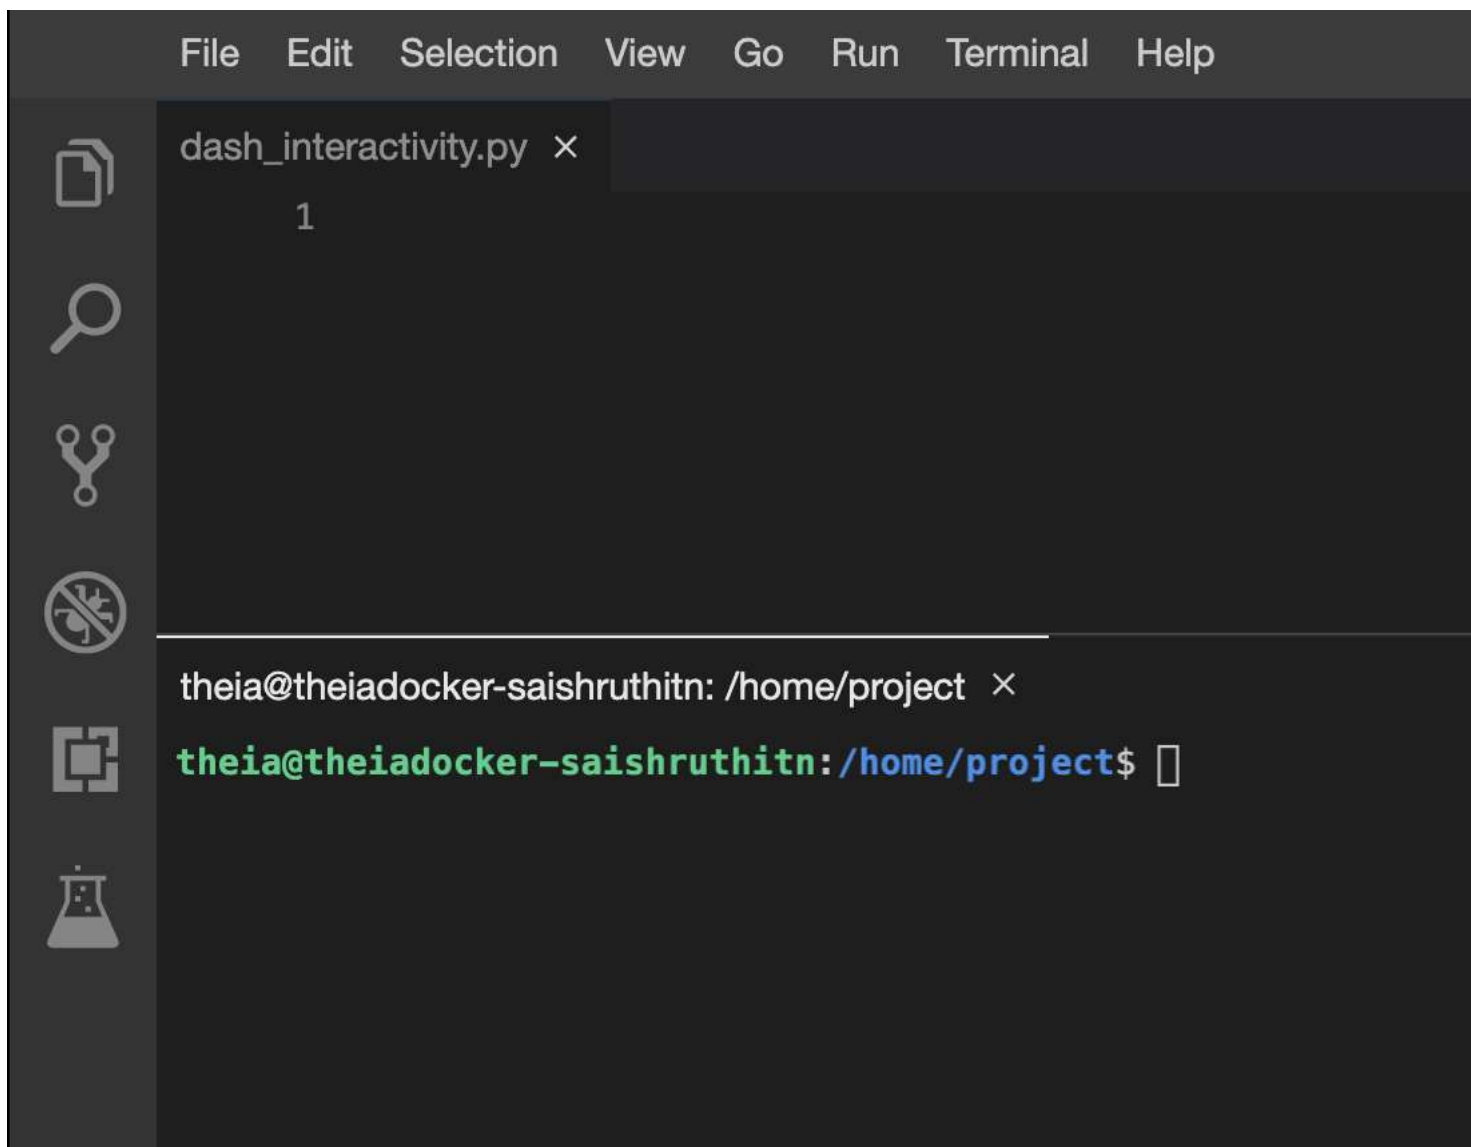 File Edit Selection View Go Run Terminal Help
dash_interactivity.py ×
1
theia@theiadocker-saishruthitn: /home/project ×
theia@theiadocker-saishruthitn:/home/project$